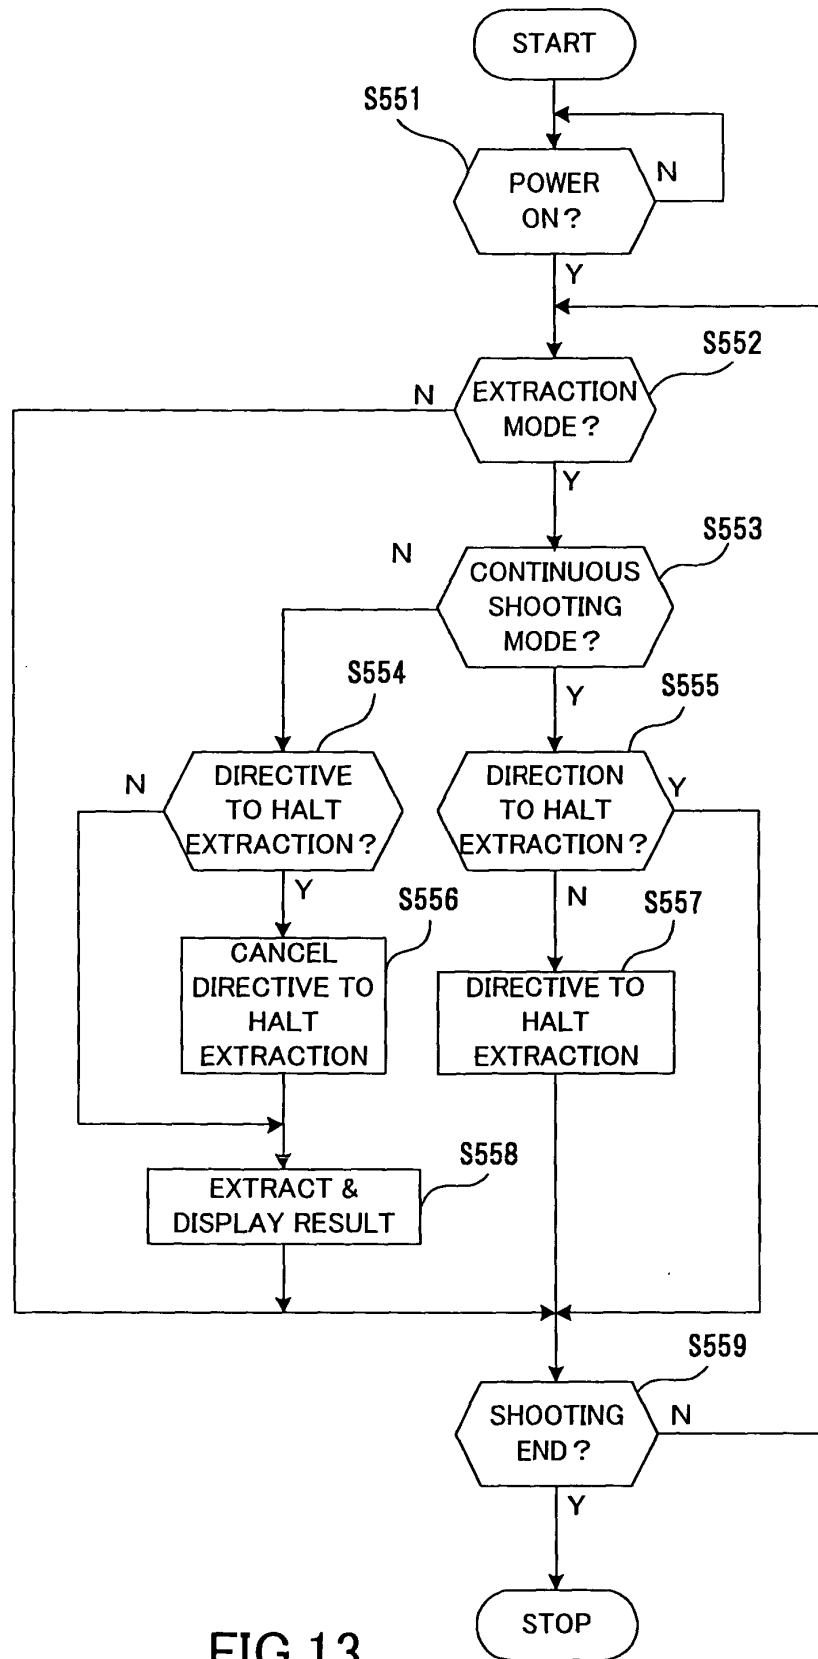 START
S551
POWER
ON?
N
Y
S552
N
EXTRACTION
MODE?
Y
S553
N
CONTINUOUS
SHOOTING
MODE?
Y
S554
N
DIRECTIVE
TO HALT
EXTRACTION?
Y
S555
DIRECTION
TO HALT
EXTRACTION?
Y
N
S556
CANCEL
DIRECTIVE TO
HALT
EXTRACTION
S557
DIRECTIVE TO
HALT
EXTRACTION
S558
EXTRACT &
DISPLAY RESULT
S559
SHOOTING
END?
N
Y
STOP
FIG.13